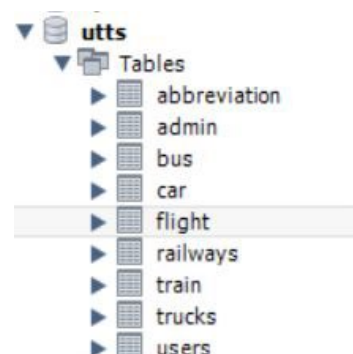 utts
Tables
abbreviation
admin
bus
car
flight
railways
train
trucks
users